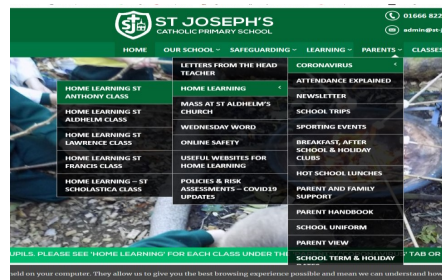 ST JOSEPH'S
CATHOLIC PRIMARY SCHOOL
01666 822
admin@st-j
HOME
OUR SCHOOL
SAFEGUARDING
LEARNING
PARENTS
CLASSES
LETTERS FROM THE HEAD
TEACHER
HOME LEARNING
MASS AT ST ALDHELM'S
CHURCH
WEDNESDAY WORD
ONLINE SAFETY
USEFUL WEBSITES FOR
HOME LEARNING
POLICIES & RISK
ASSESSMENTS – COVID19
UPDATES
HOME LEARNING ST
ANTHONY CLASS
HOME LEARNING ST
ALDHELM CLASS
HOME LEARNING ST
LAWRENCE CLASS
HOME LEARNING ST
FRANCIS CLASS
HOME LEARNING – ST
SCHOLASTICA CLASS
CORONAVIRUS
ATTENDANCE EXPLAINED
NEWSLETTER
SCHOOL TRIPS
SPORTING EVENTS
BREAKFAST, AFTER
SCHOOL & HOLIDAY
CLUBS
HOT SCHOOL LUNCHES
PARENT AND FAMILY
SUPPORT
PARENT HANDBOOK
SCHOOL UNIFORM
PARENT VIEW
SCHOOL TERM & HOLIDAY
UPILS. PLEASE SEE 'HOME LEARNING' FOR EACH CLASS UNDER TH
' TAB OR
eld on your computer. They allow us to give you the best browsing experience possible and mean we can understand how